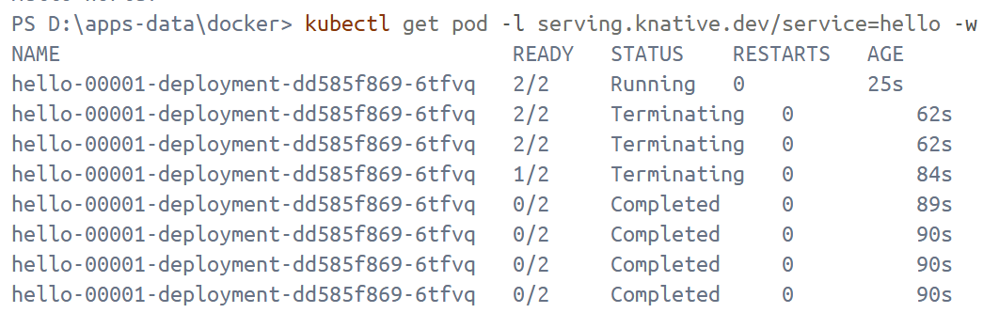 PS D:\apps-data\docker> kubectl get pod -l serving.knative.dev/service=hello -w
NAME READY STATUS RESTARTS AGE
hello-00001-deployment-dd585f869-6tfvq 2/2 Running 0 25s
hello-00001-deployment-dd585f869-6tfvq 2/2 Terminating 0 62s
hello-00001-deployment-dd585f869-6tfvq 2/2 Terminating 0 62s
hello-00001-deployment-dd585f869-6tfvq 1/2 Terminating 0 84s
hello-00001-deployment-dd585f869-6tfvq 0/2 Completed 0 89s
hello-00001-deployment-dd585f869-6tfvq 0/2 Completed 0 90s
hello-00001-deployment-dd585f869-6tfvq 0/2 Completed 0 90s
hello-00001-deployment-dd585f869-6tfvq 0/2 Completed 0 90s